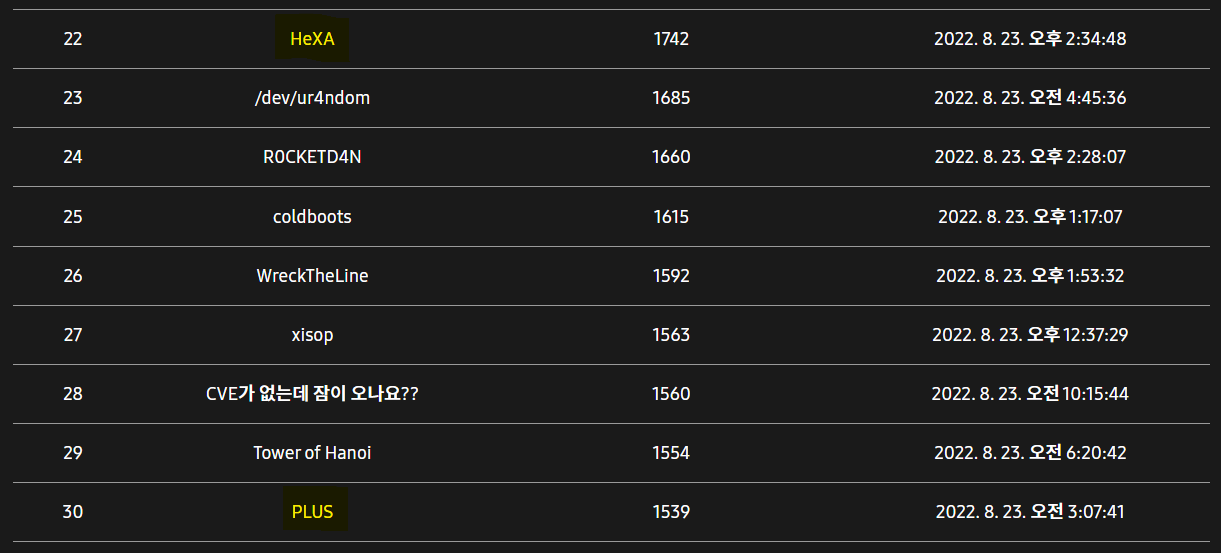 22 HeXA 1742 2022. 8. 23. 오후 2:34:48
23 /dev/ur4ndom 1685 2022. 8. 23. 오전 4:45:36
24 R0CKETD4N 1660 2022. 8. 23. 오후 2:28:07
25 coldboots 1615 2022. 8. 23. 오후 1:17:07
26 WreckTheLine 1592 2022. 8. 23. 오후 1:53:32
27 xisop 1563 2022. 8. 23. 오후 12:37:29
28 CVE가 없는데 잠이 오나요?? 1560 2022. 8. 23. 오전 10:15:44
29 Tower of Hanoi 1554 2022. 8. 23. 오전 6:20:42
30 PLUS 1539 2022. 8. 23. 오전 3:07:41